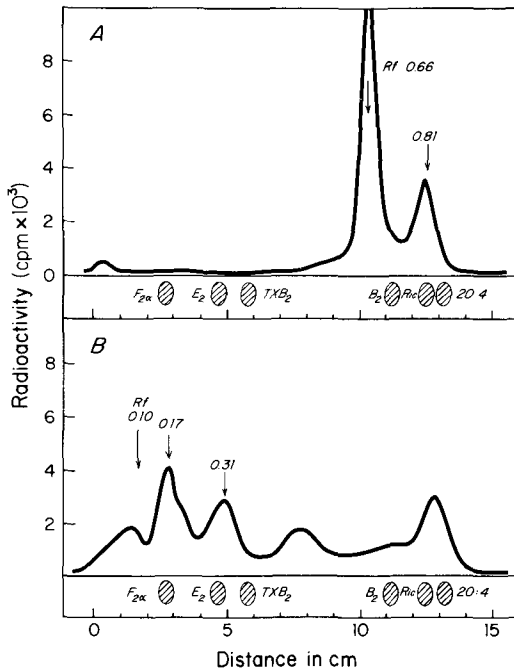 A
8
6
4
2
0
Rf 0.66
0.81
F2α E2 TXB2 B2 Ric 20 4
Radioactivity (cpm × 10³)
B
8
6
4
2
Rf
0.10
0.17
0.31
F2α E2 TXB2 B2 Ric 20:4
0 5 10 15
Distance in cm